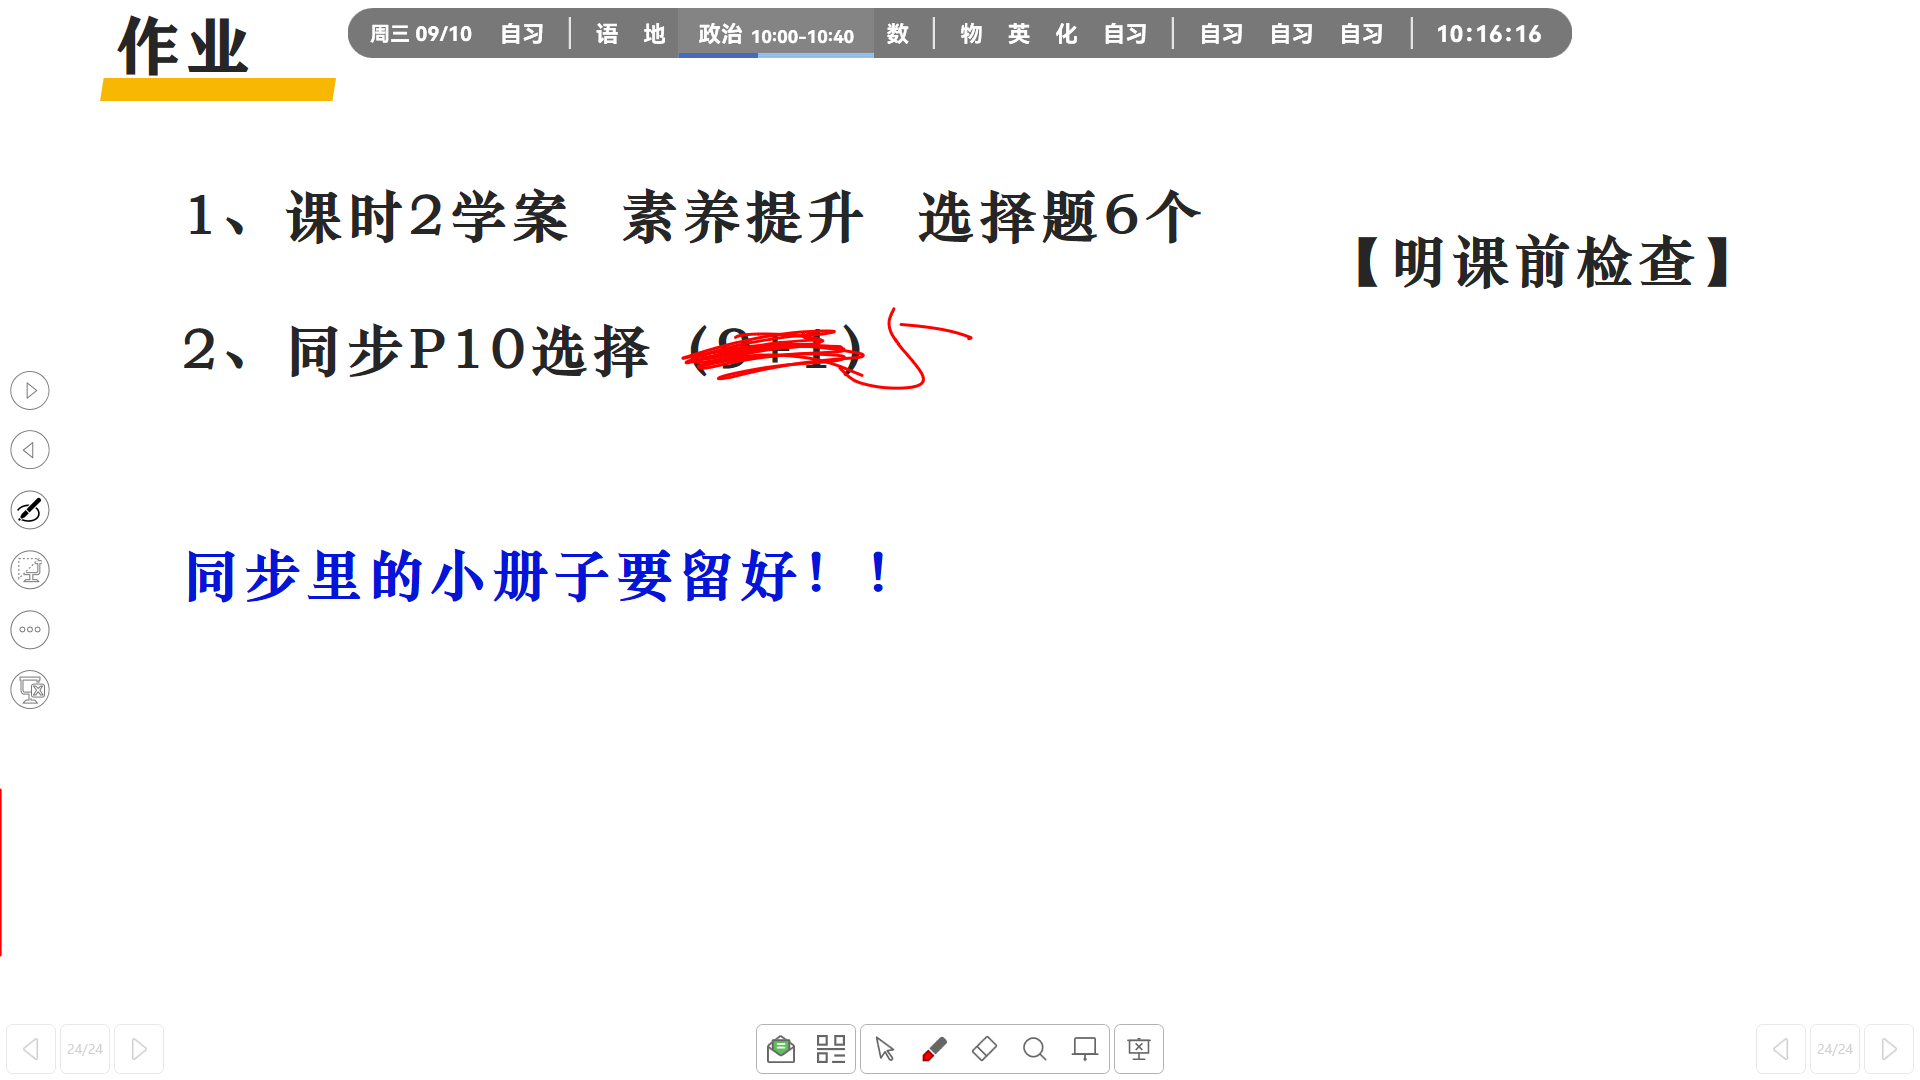 作业
周三 09/10 自习 | 语 地 政治 10:00-10:40 数 | 物 英 化 自习 | 自习 自习 自习 | 10:16:16
1、课时2学案 素养提升 选择题6个
【明课前检查】
2、同步P10选择（9+1）5
同步里的小册子要留好！！
24/24
24/24